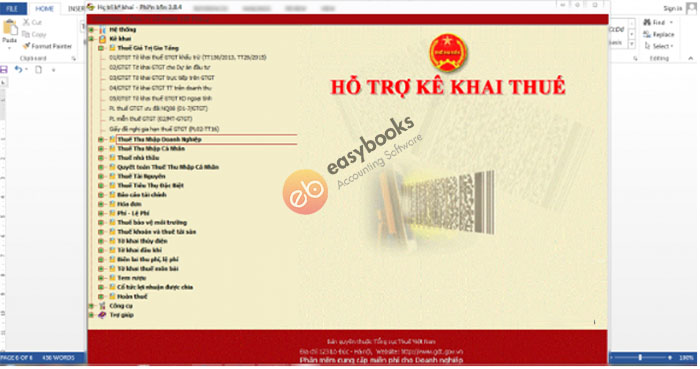 HOME
INSER
Sign in
Paste
Cut
Copy
Format Painter
Find
Replace
Select
Editing
Hỗ trợ kê khai - Phiên bản 3.8.4
Hệ thống
Kê khai
Thuế Giá Trị Gia Tăng
01/GTGT Tờ khai thuế GTGT khấu trừ (TT156/2013, TT26/2015)
02/GTGT Tờ khai GTGT cho Dự án đầu tư
03/GTGT Tờ khai GTGT trực tiếp trên GTGT
04/GTGT Tờ khai GTGT TT trên doanh thu
05/GTGT Tờ khai thuế GTGT KD ngoại tỉnh
PL thuế GTGT ưu đãi NQ08 (01-7/GTGT)
PL miễn thuế GTGT (02/MT-GTGT)
Giấy đề nghị gia hạn thuế GTGT (PL02-TT16)
Thuế Thu Nhập Doanh Nghiệp
Thuế Thu Nhập Cá Nhân
Thuế nhà thầu
Quyết toán Thuế Thu Nhập Cá Nhân
Thuế Tài Nguyên
Thuế Tiêu Thụ Đặc Biệt
Báo cáo tài chính
Hóa đơn
Phí - Lệ Phí
Thuế bảo vệ môi trường
Thuế khoán và thuê tài sản
Tờ khai thủy điện
Tờ khai dầu khí
Biên lai thu phí, lệ phí
Tờ khai thuế môn bài
Tem rượu
Cổ tức lợi nhuận được chia
Hoàn thuế
Công cụ
Trợ giúp
HỖ TRỢ KÊ KHAI THUẾ
eb easybooks
Accounting Software
Bản quyền thuộc Tổng cục Thuế Việt Nam
Địa chỉ 123 Lò Đúc - Hà Nội, Website: http://www.gdt.gov.vn
Phần mềm cung cấp miễn phí cho Doanh nghiệp
PAGE 6 OF 6 436 WORDS
100%